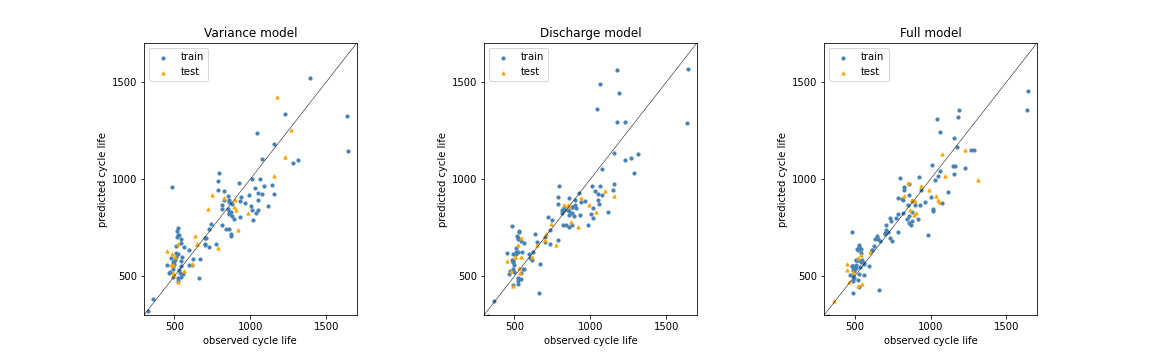 Variance model
train
test
1500
1000
500
predicted cycle life
500
1000
1500
observed cycle life
Discharge model
train
test
1500
1000
500
predicted cycle life
500
1000
1500
observed cycle life
Full model
train
test
1500
1000
500
predicted cycle life
500
1000
1500
observed cycle life